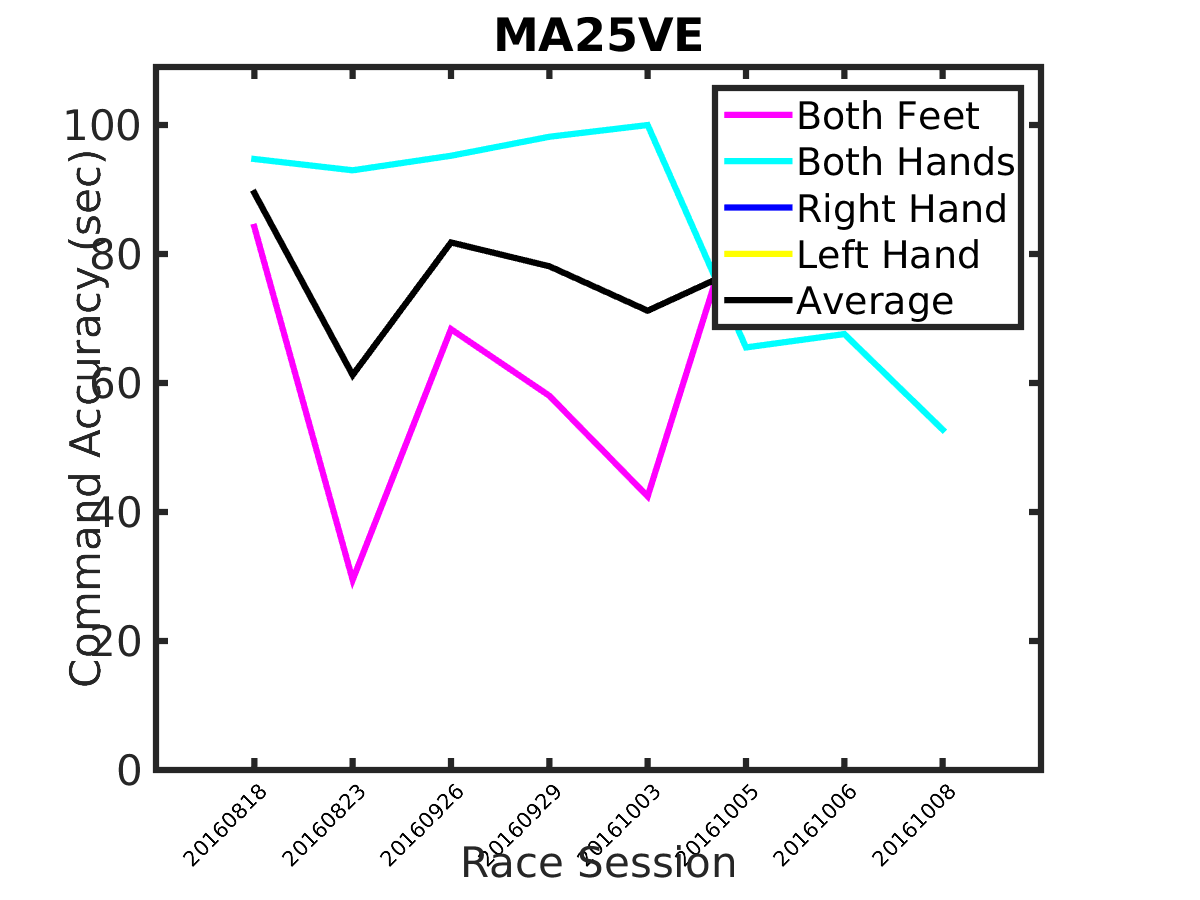 MA25VE
Command Accuracy (sec)
100
80
60
40
20
0
Both Feet
Both Hands
Right Hand
Left Hand
Average
20160818
20160823
20160926
20160929
20161003
20161005
20161006
20161008
Race Session